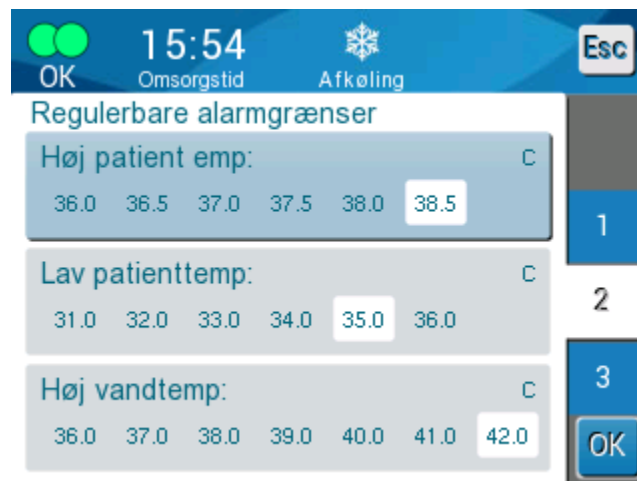 15:54
Esc
OK
Omsorgstid
Afkøling
Regulerbare alarmgrænser
Høj patient emp:
C
36.0 36.5 37.0 37.5 38.0 38.5
1
Lav patienttemp:
C
2
31.0 32.0 33.0 34.0 35.0 36.0
Høj vandtemp:
C
3
36.0 37.0 38.0 39.0 40.0 41.0 42.0
OK